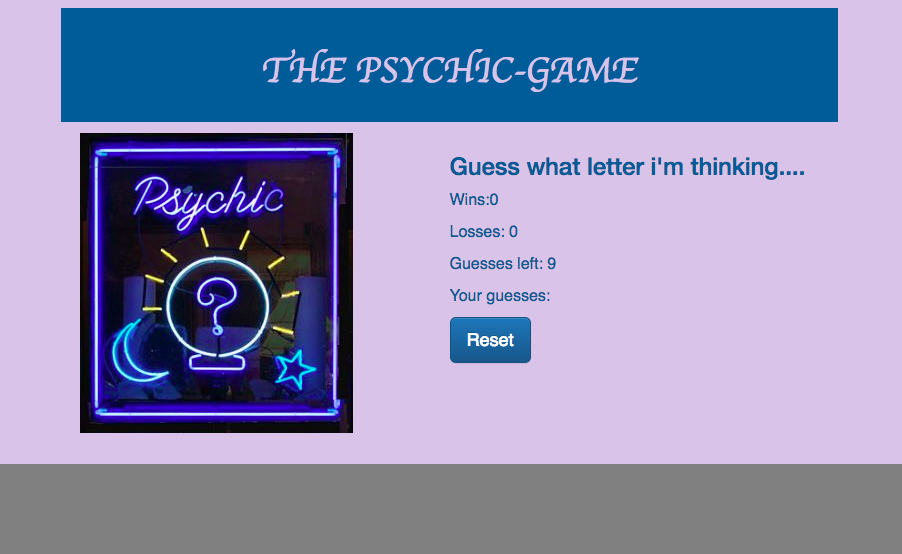 THE PSYCHIC-GAME
Psychic
?
Guess what letter i'm thinking....
Wins:0
Losses: 0
Guesses left: 9
Your guesses:
Reset